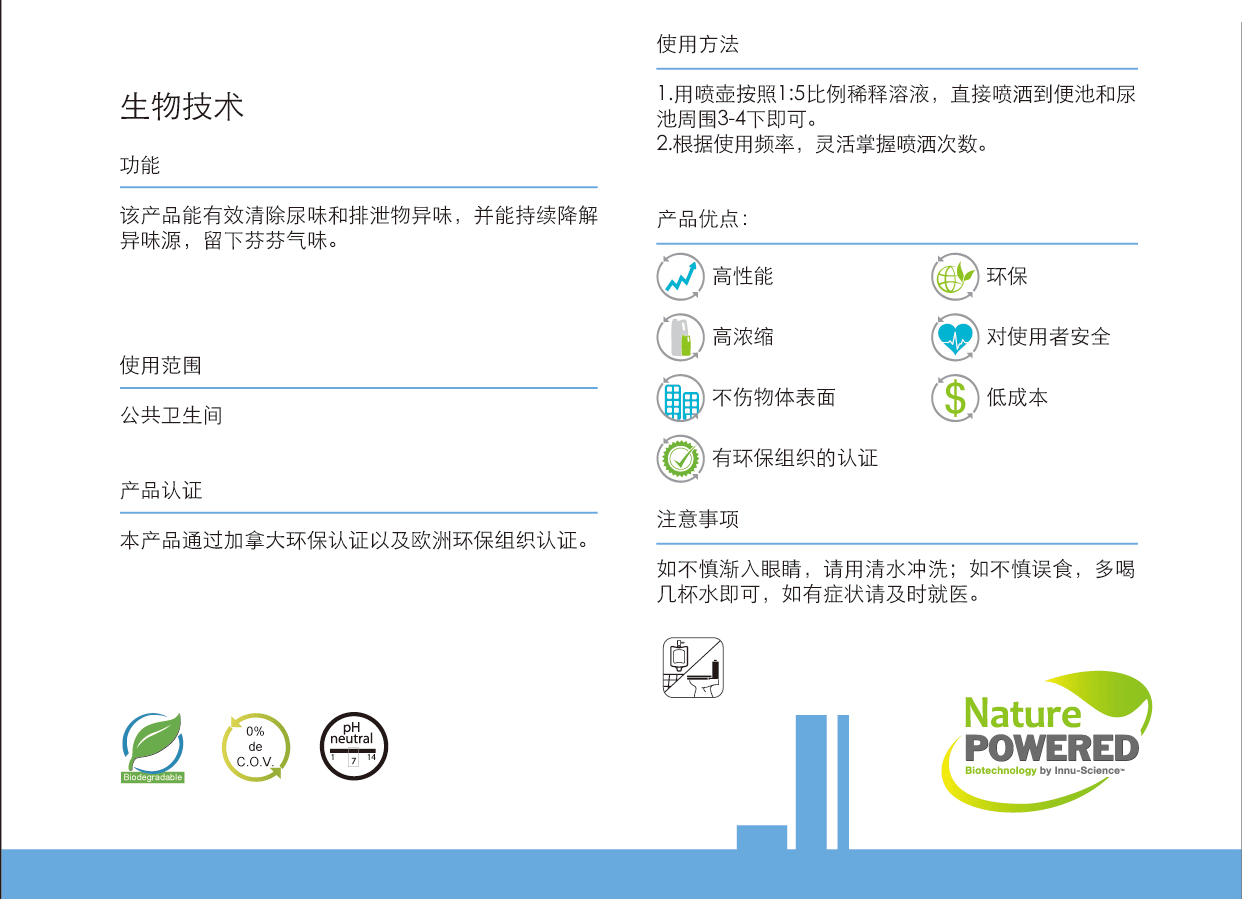 生物技术
功能
该产品能有效清除尿味和排泄物异味，并能持续降解
异味源，留下芬芬气味。
使用范围
公共卫生间
产品认证
本产品通过加拿大环保认证以及欧洲环保组织认证。
Biodegradable
0%
de
C.O.V.
pH
neutral
1 7 14
使用方法
1.用喷壶按照1:5比例稀释溶液，直接喷洒到便池和尿
池周围3-4下即可。
2.根据使用频率，灵活掌握喷洒次数。
产品优点：
高性能
环保
高浓缩
对使用者安全
不伤物体表面
$
低成本
有环保组织的认证
注意事项
如不慎渐入眼睛，请用清水冲洗；如不慎误食，多喝
几杯水即可，如有症状请及时就医。
Nature
POWERED
Biotechnology by Innu-Science™